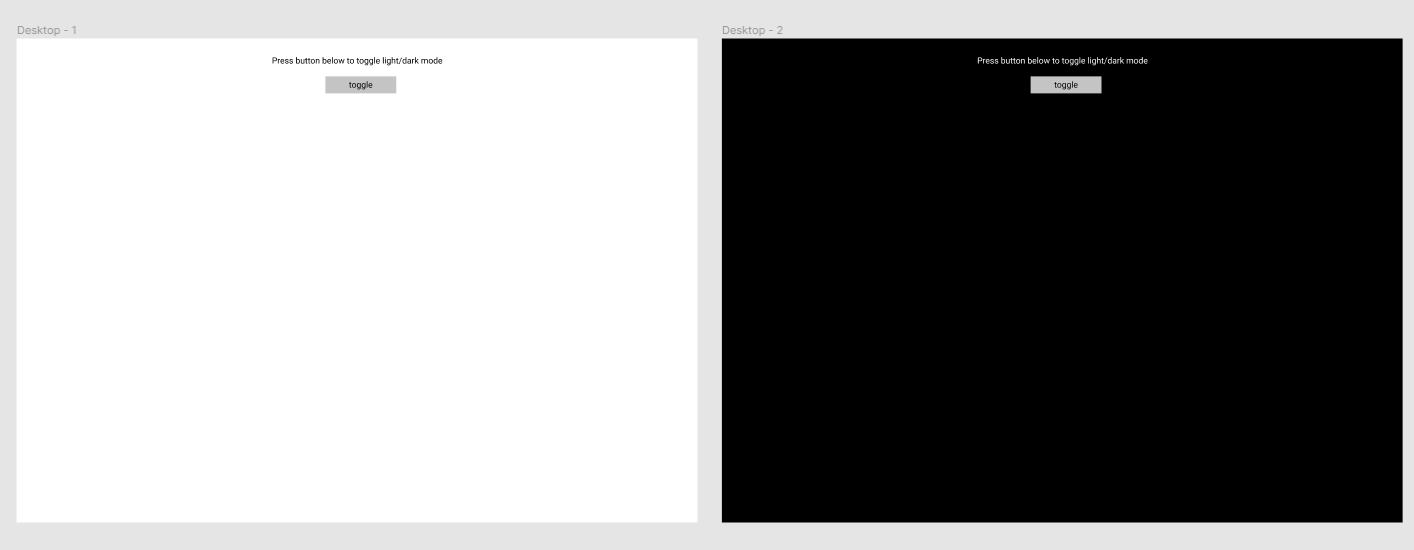 Desktop - 1
Press button below to toggle light/dark mode
toggle
Desktop - 2
Press button below to toggle light/dark mode
toggle